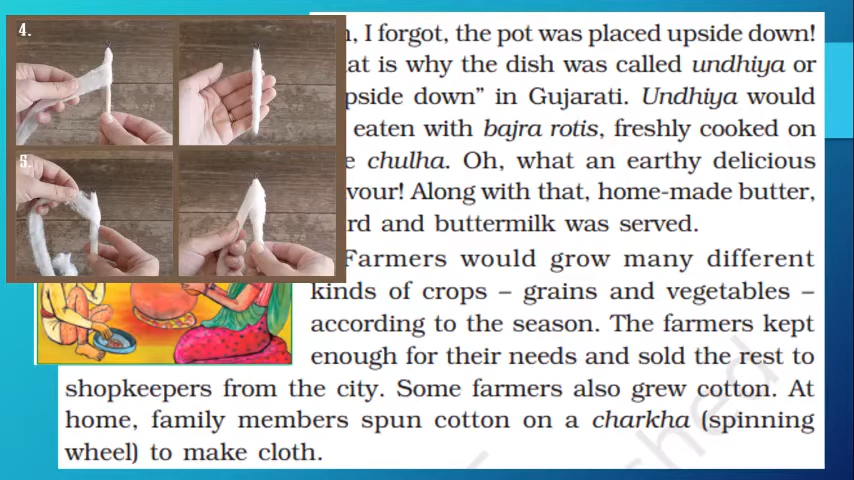 4.
5.
I forgot, the pot was placed upside down!
is why the dish was called undhiya or
down” in Gujarati. Undhiya would
eaten with bajra rotis, freshly cooked on
chulha. Oh, what an earthy delicious
Along with that, home-made butter,
and buttermilk was served.
Farmers would grow many different
kinds of crops – grains and vegetables –
according to the season. The farmers kept
enough for their needs and sold the rest to
shopkeepers from the city. Some farmers also grew cotton. At
home, family members spun cotton on a charkha (spinning
wheel) to make cloth.